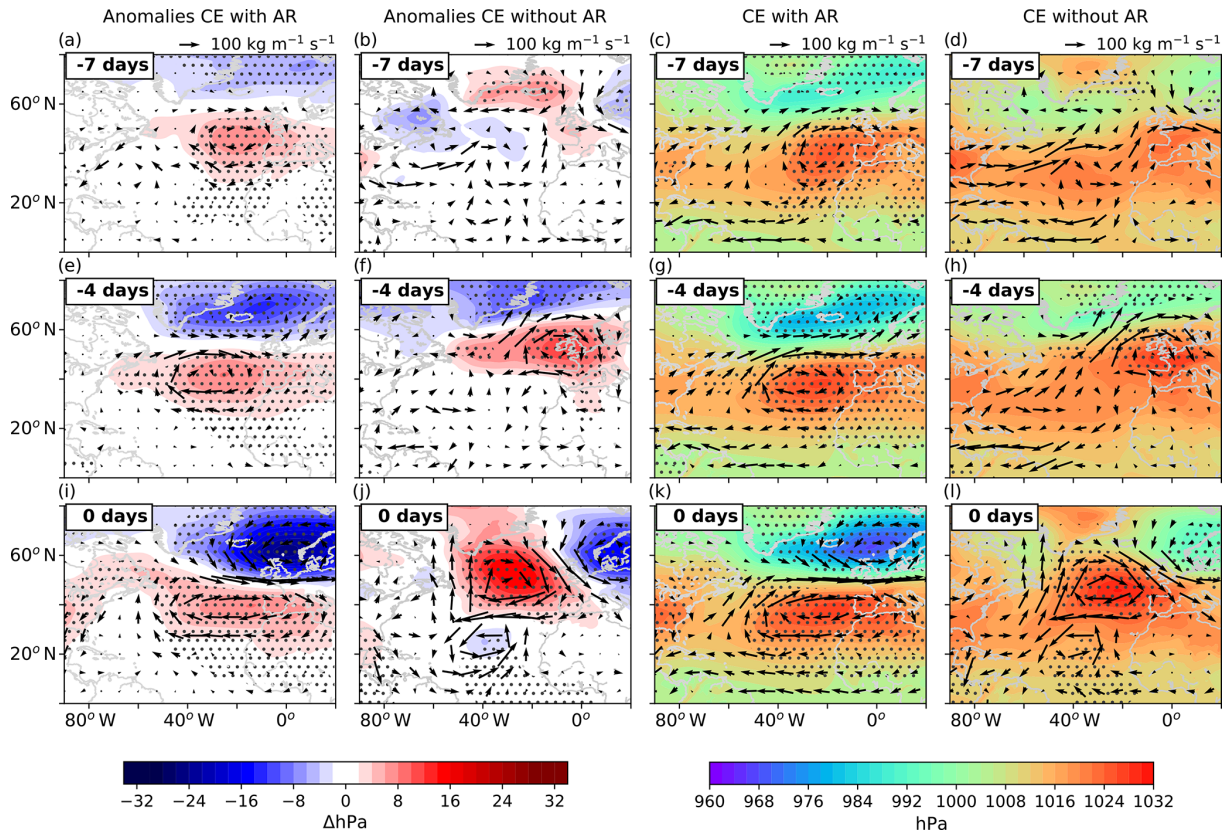 Anomalies CE with AR
Anomalies CE without AR
CE with AR
CE without AR
(a)
100 kg m⁻¹ s⁻¹
(b)
100 kg m⁻¹ s⁻¹
(c)
100 kg m⁻¹ s⁻¹
(d)
100 kg m⁻¹ s⁻¹
-7 days
-7 days
-7 days
-7 days
60° N
20° N
(e)
(f)
(g)
(h)
-4 days
-4 days
-4 days
-4 days
60° N
20° N
(i)
(j)
(k)
(l)
0 days
0 days
0 days
0 days
60° N
20° N
80° W 40° W 0°
80° W 40° W 0°
80° W 40° W 0°
80° W 40° W 0°
−32 −24 −16 −8 0 8 16 24 32
ΔhPa
960 968 976 984 992 1000 1008 1016 1024 1032
hPa